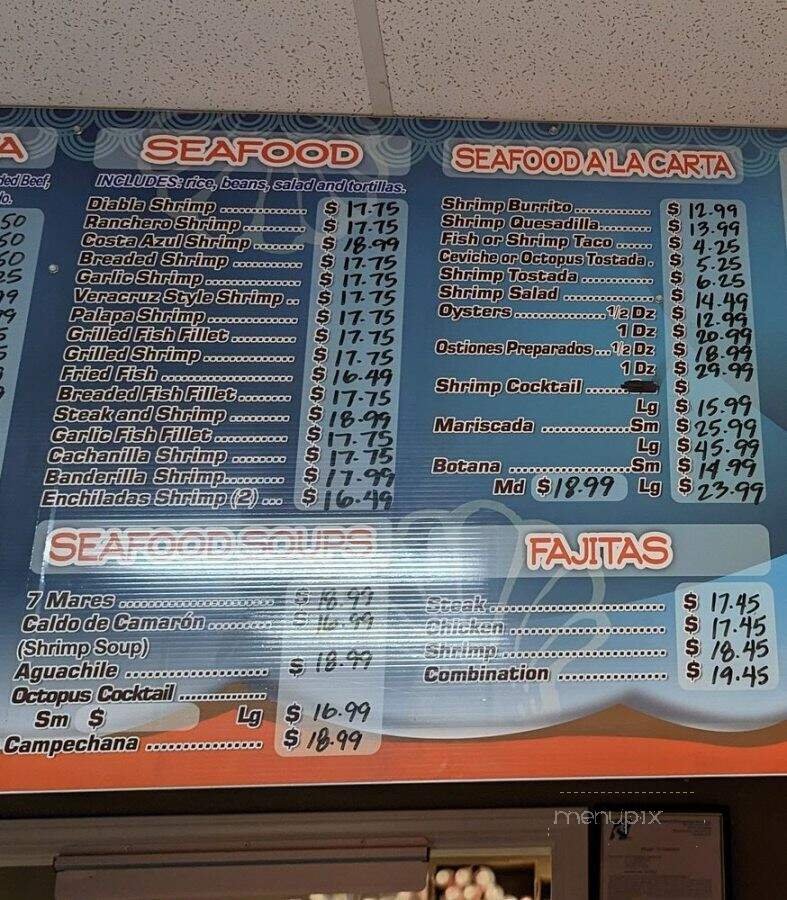 A
ded Beef,
lo.
SEAFOOD
INCLUDES: rice, beans, salad and tortillas.
Diabla Shrimp ............. $ 17.75
Ranchero Shrimp .......... $ 17.75
Costa Azul Shrimp ........ $ 18.99
Breaded Shrimp ........... $ 17.75
Garlic Shrimp .............. $ 17.75
Veracruz Style Shrimp .. $ 17.75
Palapa Shrimp ............. $ 17.75
Grilled Fish Fillet .......... $ 17.75
Grilled Shrimp ............. $ 17.75
Fried Fish ................... $ 16.49
Breaded Fish Fillet ........ $ 17.75
Steak and Shrimp ......... $ 18.99
Garlic Fish Fillet ........... $ 17.75
Cachanilla Shrimp ........ $ 17.75
Banderilla Shrimp......... $ 17.99
Enchiladas Shrimp (2) ... $ 16.49
SEAFOOD A LA CARTA
Shrimp Burrito........... $ 12.99
Shrimp Quesadilla....... $ 13.99
Fish or Shrimp Taco ..... $ 4.25
Ceviche or Octopus Tostada . $ 5.25
Shrimp Tostada .......... $ 6.25
Shrimp Salad ............. $ 14.49
Oysters ..............1/2 Dz $ 12.99
1 Dz $ 20.99
Ostiones Preparados ...1/2 Dz $ 18.99
1 Dz $ 29.99
Shrimp Cocktail ...... $
Lg $ 15.99
Mariscada .............Sm $ 25.99
Lg $ 45.99
Botana ..................Sm $ 14.99
Md $ 18.99 Lg $ 23.99
SEAFOOD SOUPS
7 Mares ...................... $ 18.99
Caldo de Camarón ......... $ 16.99
(Shrimp Soup)
Aguachile .................... $ 18.99
Octopus Cocktail .............
Sm $ Lg $ 16.99
Campechana ................ $ 18.99
FAJITAS
Steak ......................... $ 17.45
Chicken ...................... $ 17.45
Shrimp ....................... $ 18.45
Combination ................ $ 19.45
menupix